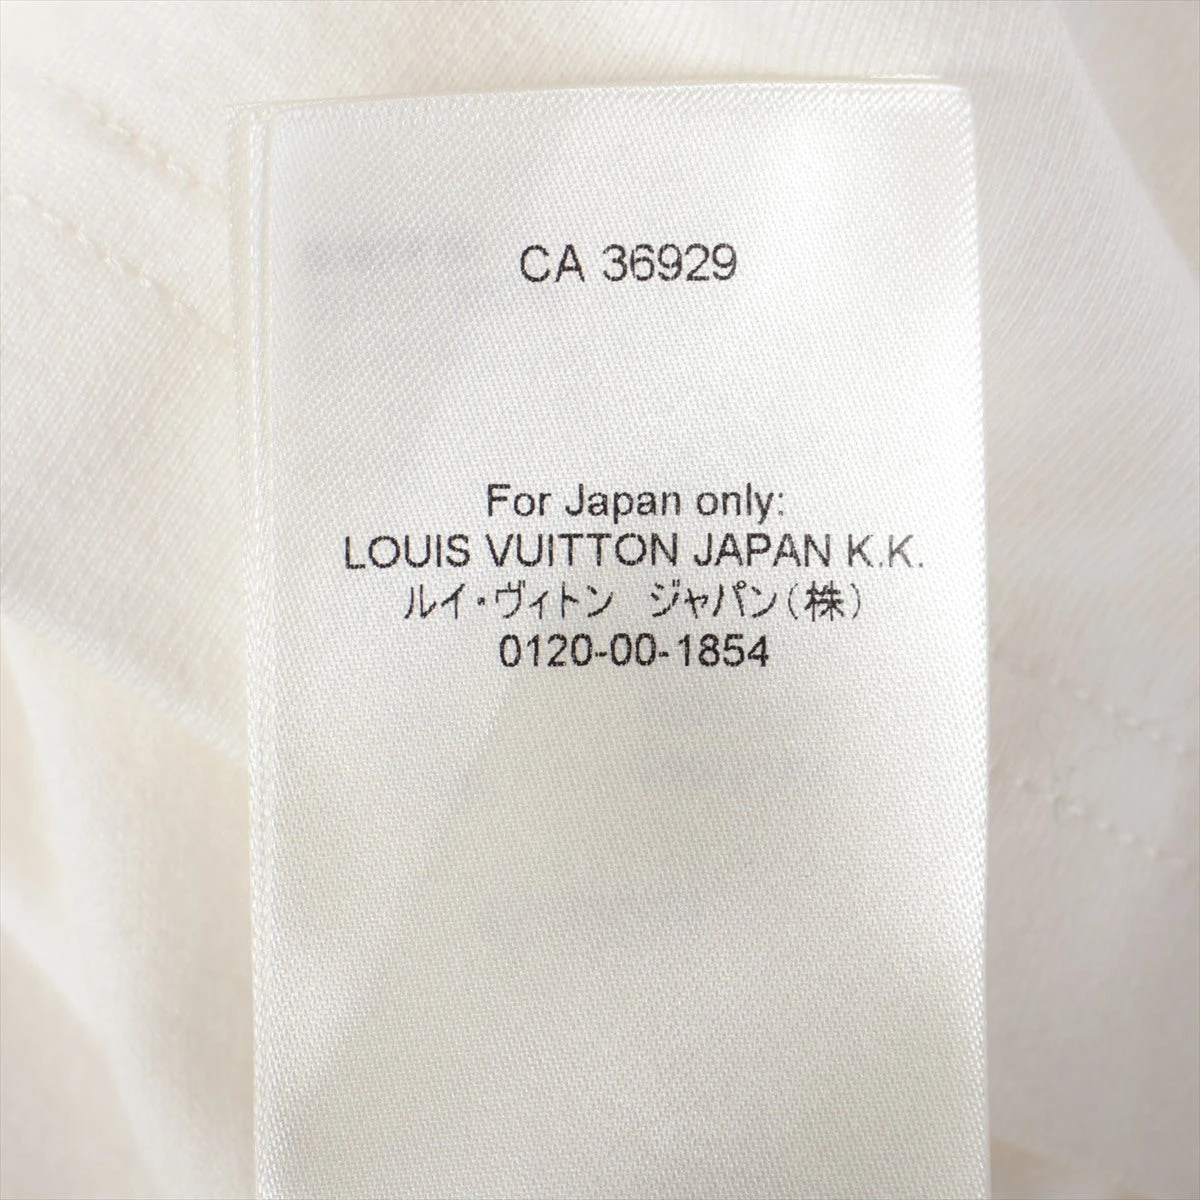 CA 36929
For Japan only:
LOUIS VUITTON JAPAN K.K.
ルイ・ヴィトン ジャパン(株)
0120-00-1854